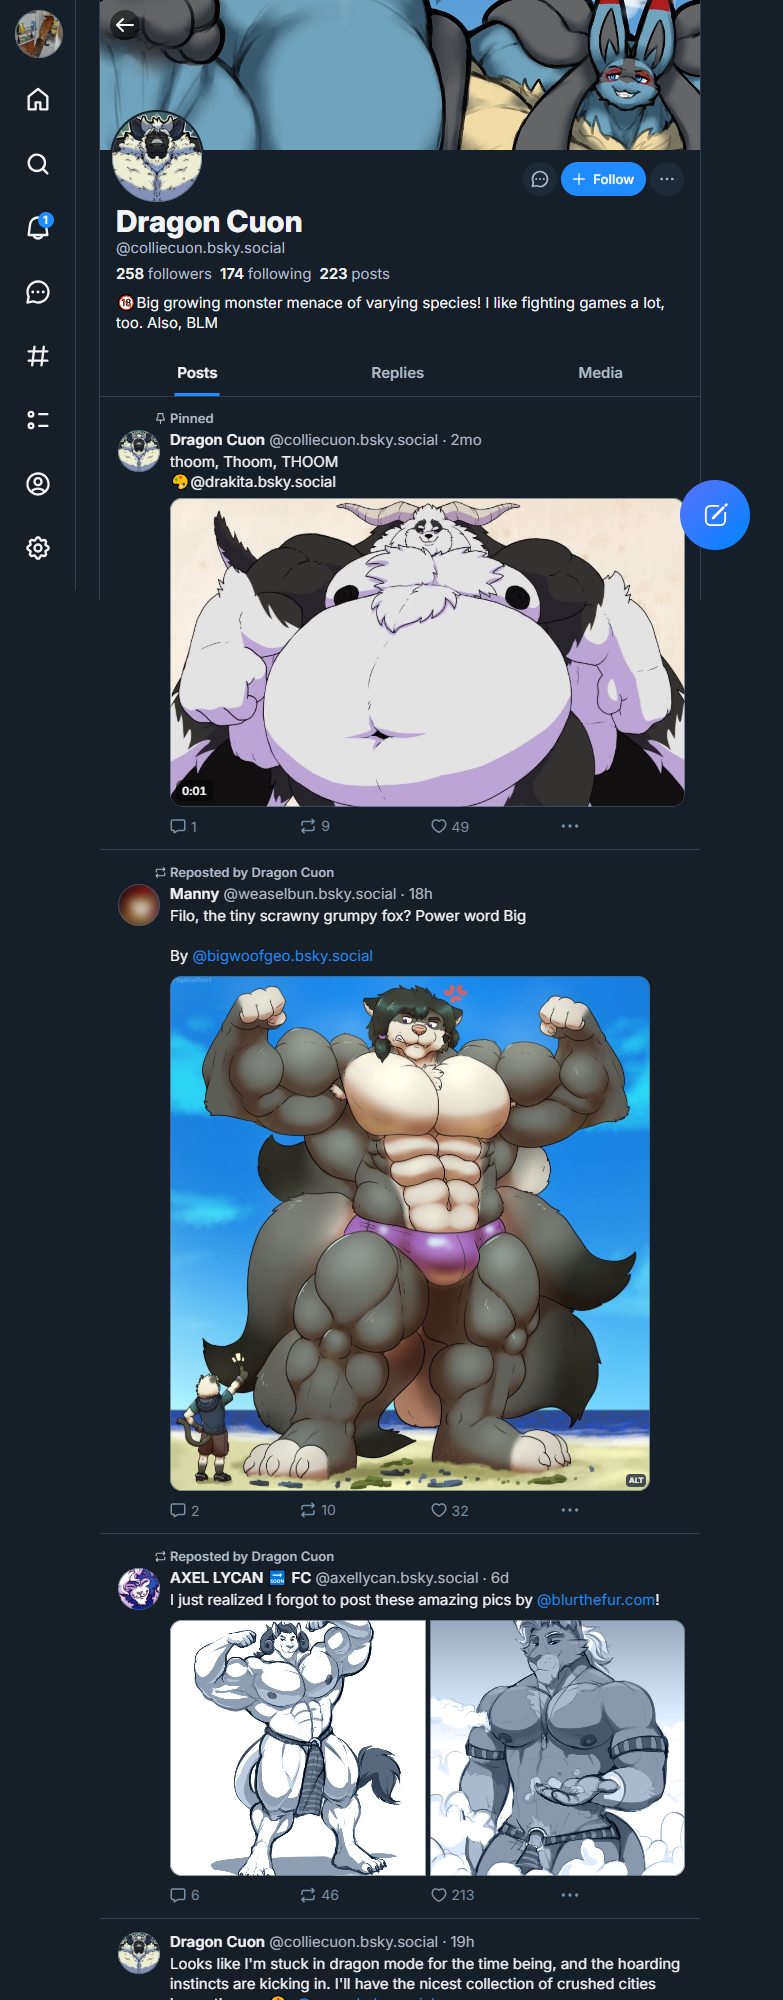 1
Follow
Dragon Cuon
@colliecuon.bsky.social
258 followers 174 following 223 posts
🔞Big growing monster menace of varying species! I like fighting games a lot,
too. Also, BLM
Posts Replies Media
Pinned
Dragon Cuon @colliecuon.bsky.social · 2mo
thoom, Thoom, THOOM
🎨@drakita.bsky.social
0:01
1 9 49
Reposted by Dragon Cuon
Manny @weaselbun.bsky.social · 18h
Filo, the tiny scrawny grumpy fox? Power word Big
By @bigwoofgeo.bsky.social
ALT
2 10 32
Reposted by Dragon Cuon
AXEL LYCAN 🔜 FC @axellycan.bsky.social · 6d
I just realized I forgot to post these amazing pics by @blurthefur.com!
6 46 213
Dragon Cuon @colliecuon.bsky.social · 19h
Looks like I'm stuck in dragon mode for the time being, and the hoarding
instincts are kicking in. I'll have the nicest collection of crushed cities